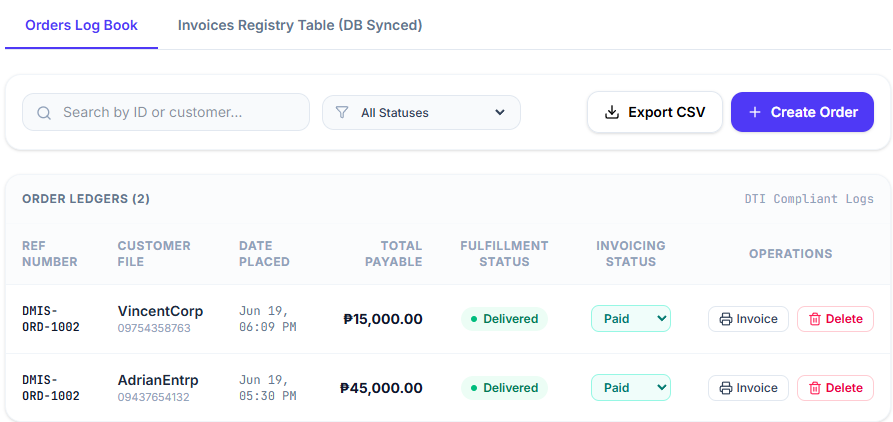 Orders Log Book
Invoices Registry Table (DB Synced)
Search by ID or customer...
All Statuses
Export CSV
+ Create Order
ORDER LEDGERS (2)
DTI Compliant Logs
REF NUMBER
CUSTOMER FILE
DATE PLACED
TOTAL PAYABLE
FULFILLMENT STATUS
INVOICING STATUS
OPERATIONS
DMIS-ORD-1002
VincentCorp
09754358763
Jun 19, 06:09 PM
₱15,000.00
Delivered
Paid
Invoice
Delete
DMIS-ORD-1002
AdrianEntrp
09437654132
Jun 19, 05:30 PM
₱45,000.00
Delivered
Paid
Invoice
Delete